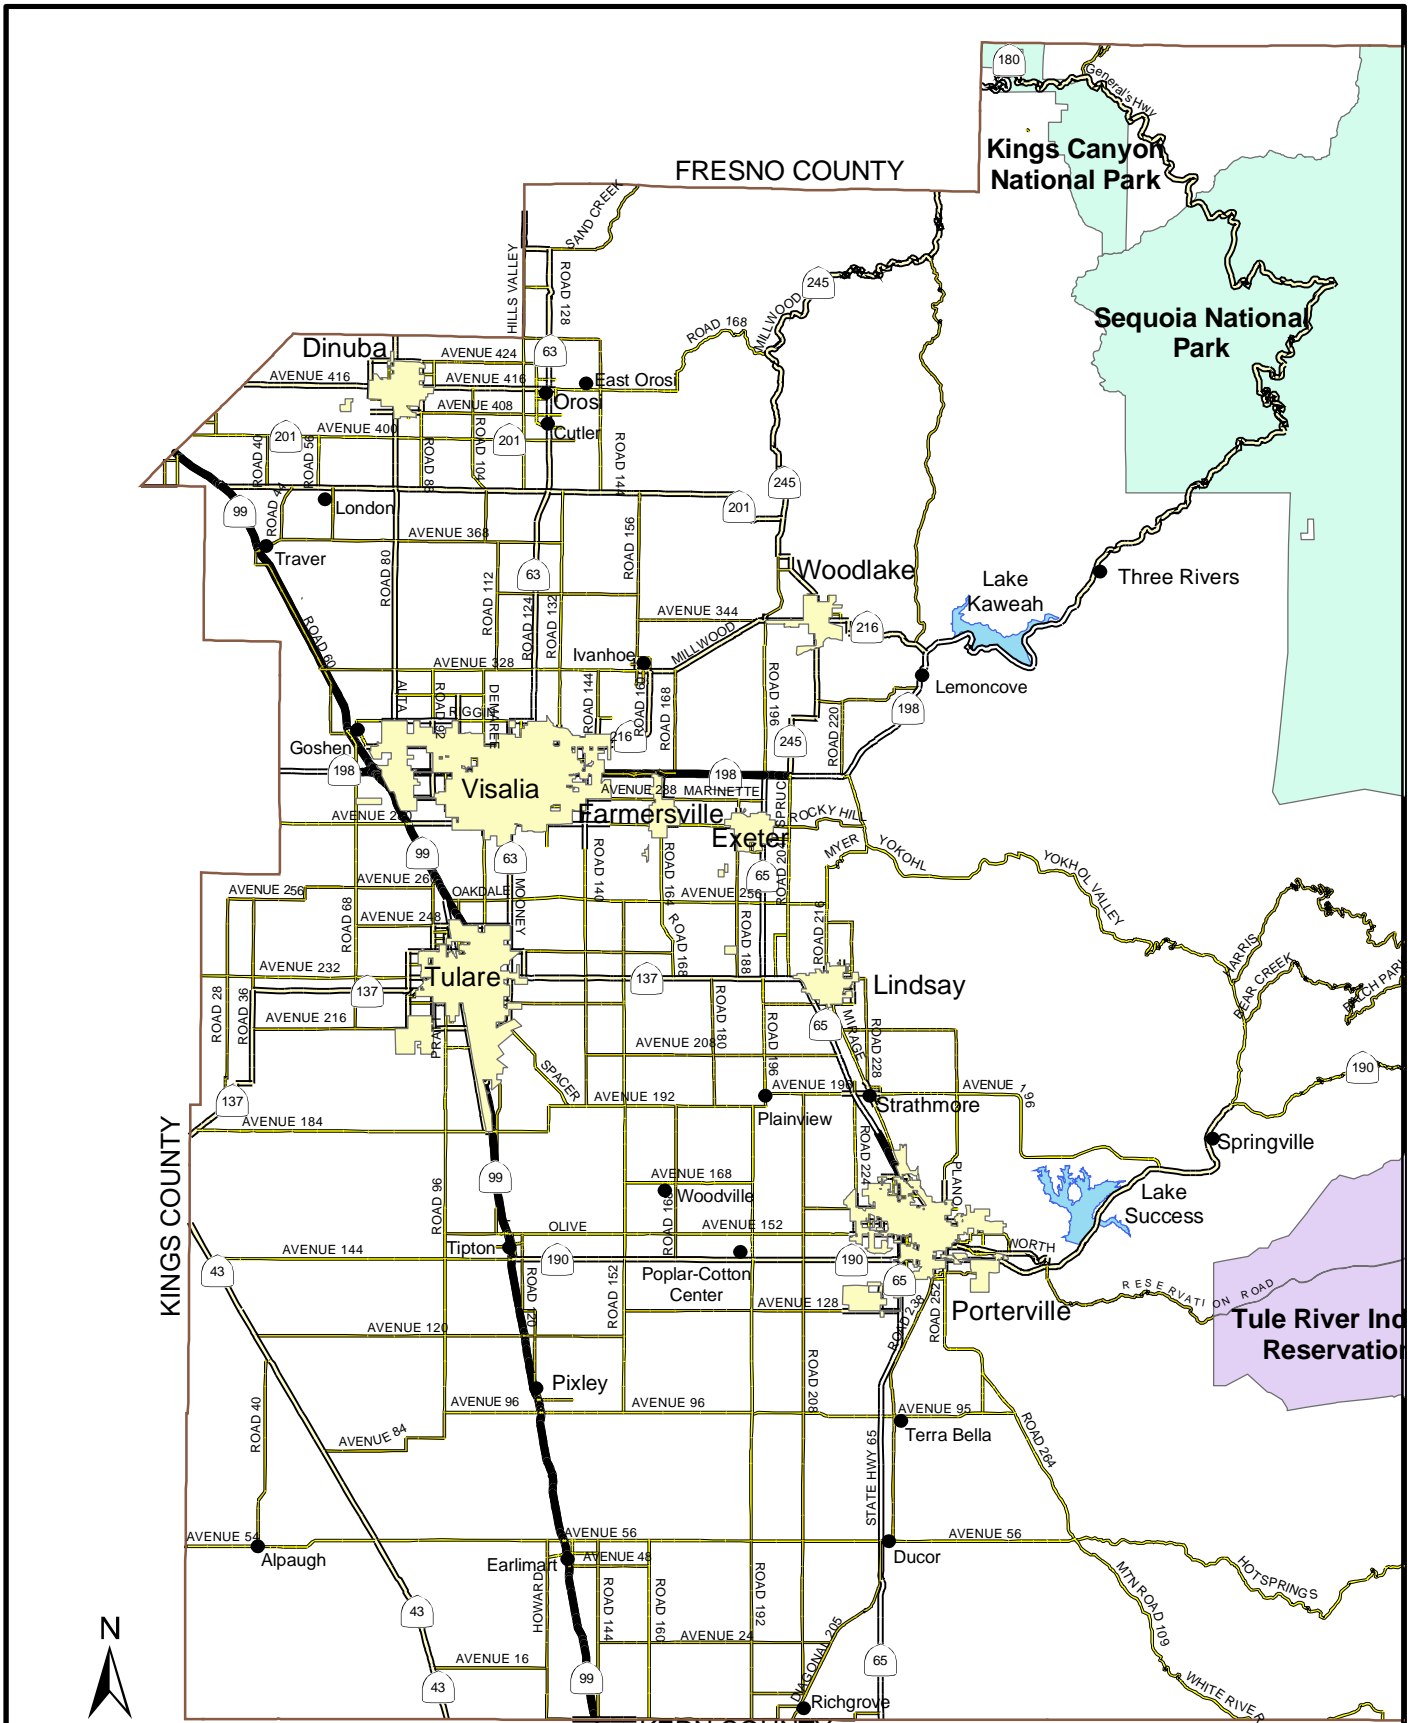 180
General's Hwy
Kings Canyon
National Park
FRESNO COUNTY
SAND CREEK
HILLS VALLEY
ROAD 128
245
MILLWOOD
ROAD 168
Sequoia National
Park
Dinuba
AVENUE 424
63
AVENUE 416
AVENUE 416
East Orosi
Orosi
AVENUE 408
AVENUE 400
201
201
Cutler
ROAD 40
ROAD 56
ROAD 104
ROAD 144
245
201
London
99
AVENUE 368
ROAD 156
Traver
ROAD 80
63
ROAD 112
ROAD 124
ROAD 132
Woodlake
Lake
Kaweah
Three Rivers
AVENUE 344
216
ROAD 60
MILLWOOD
Ivanhoe
AVENUE 328
Lemoncove
ALTA
ROAD 92
DEMAREE
RIGGIN
ROAD 144
ROAD 168
ROAD 196
ROAD 220
198
216
245
Goshen
198
198
Visalia
AVENUE 288
MARINETTE
Farmersville
Exeter
ROCKY HILL
MYER
YOKOHL
YOKHOL VALLEY
99
63
65
ROAD 204
AVENUE 256
OAKDALE
MOONEY
ROAD 140
ROAD 164
AVENUE 256
ROAD 68
AVENUE 248
ROAD 168
ROAD 188
ROAD 216
BEAR CREEK
AVENUE 232
Tulare
137
137
Lindsay
ROAD 28
ROAD 36
AVENUE 216
PRATT
ROAD 180
65
MIRAGE
ROAD 228
AVENUE 208
ROAD 196
SPACER
190
137
AVENUE 192
AVENUE 196
AVENUE 196
AVENUE 184
Plainview
Strathmore
Springville
KINGS COUNTY
99
ROAD 96
AVENUE 168
Woodville
ROAD 224
PLANO
Lake
Success
OLIVE
AVENUE 152
WORTH
AVENUE 144
Tipton
190
190
43
Poplar-Cotton
Center
ROAD 152
65
AVENUE 128
ROAD 252
Porterville
RESERVATION ROAD
Tule River Ind
Reservation
AVENUE 120
ROAD 208
Pixley
AVENUE 96
AVENUE 96
AVENUE 95
Terra Bella
ROAD 40
AVENUE 84
STATE HWY 65
ROAD 264
AVENUE 54
Alpaugh
AVENUE 56
AVENUE 56
Earlimart
AVENUE 48
Ducor
HOWARD
ROAD 144
ROAD 160
ROAD 192
MTN ROAD 109
HOT SPRINGS
43
N
AVENUE 24
DIAGONAL 205
AVENUE 16
65
43
99
Richgrove
WHITE RIVER
KERN COUNTY